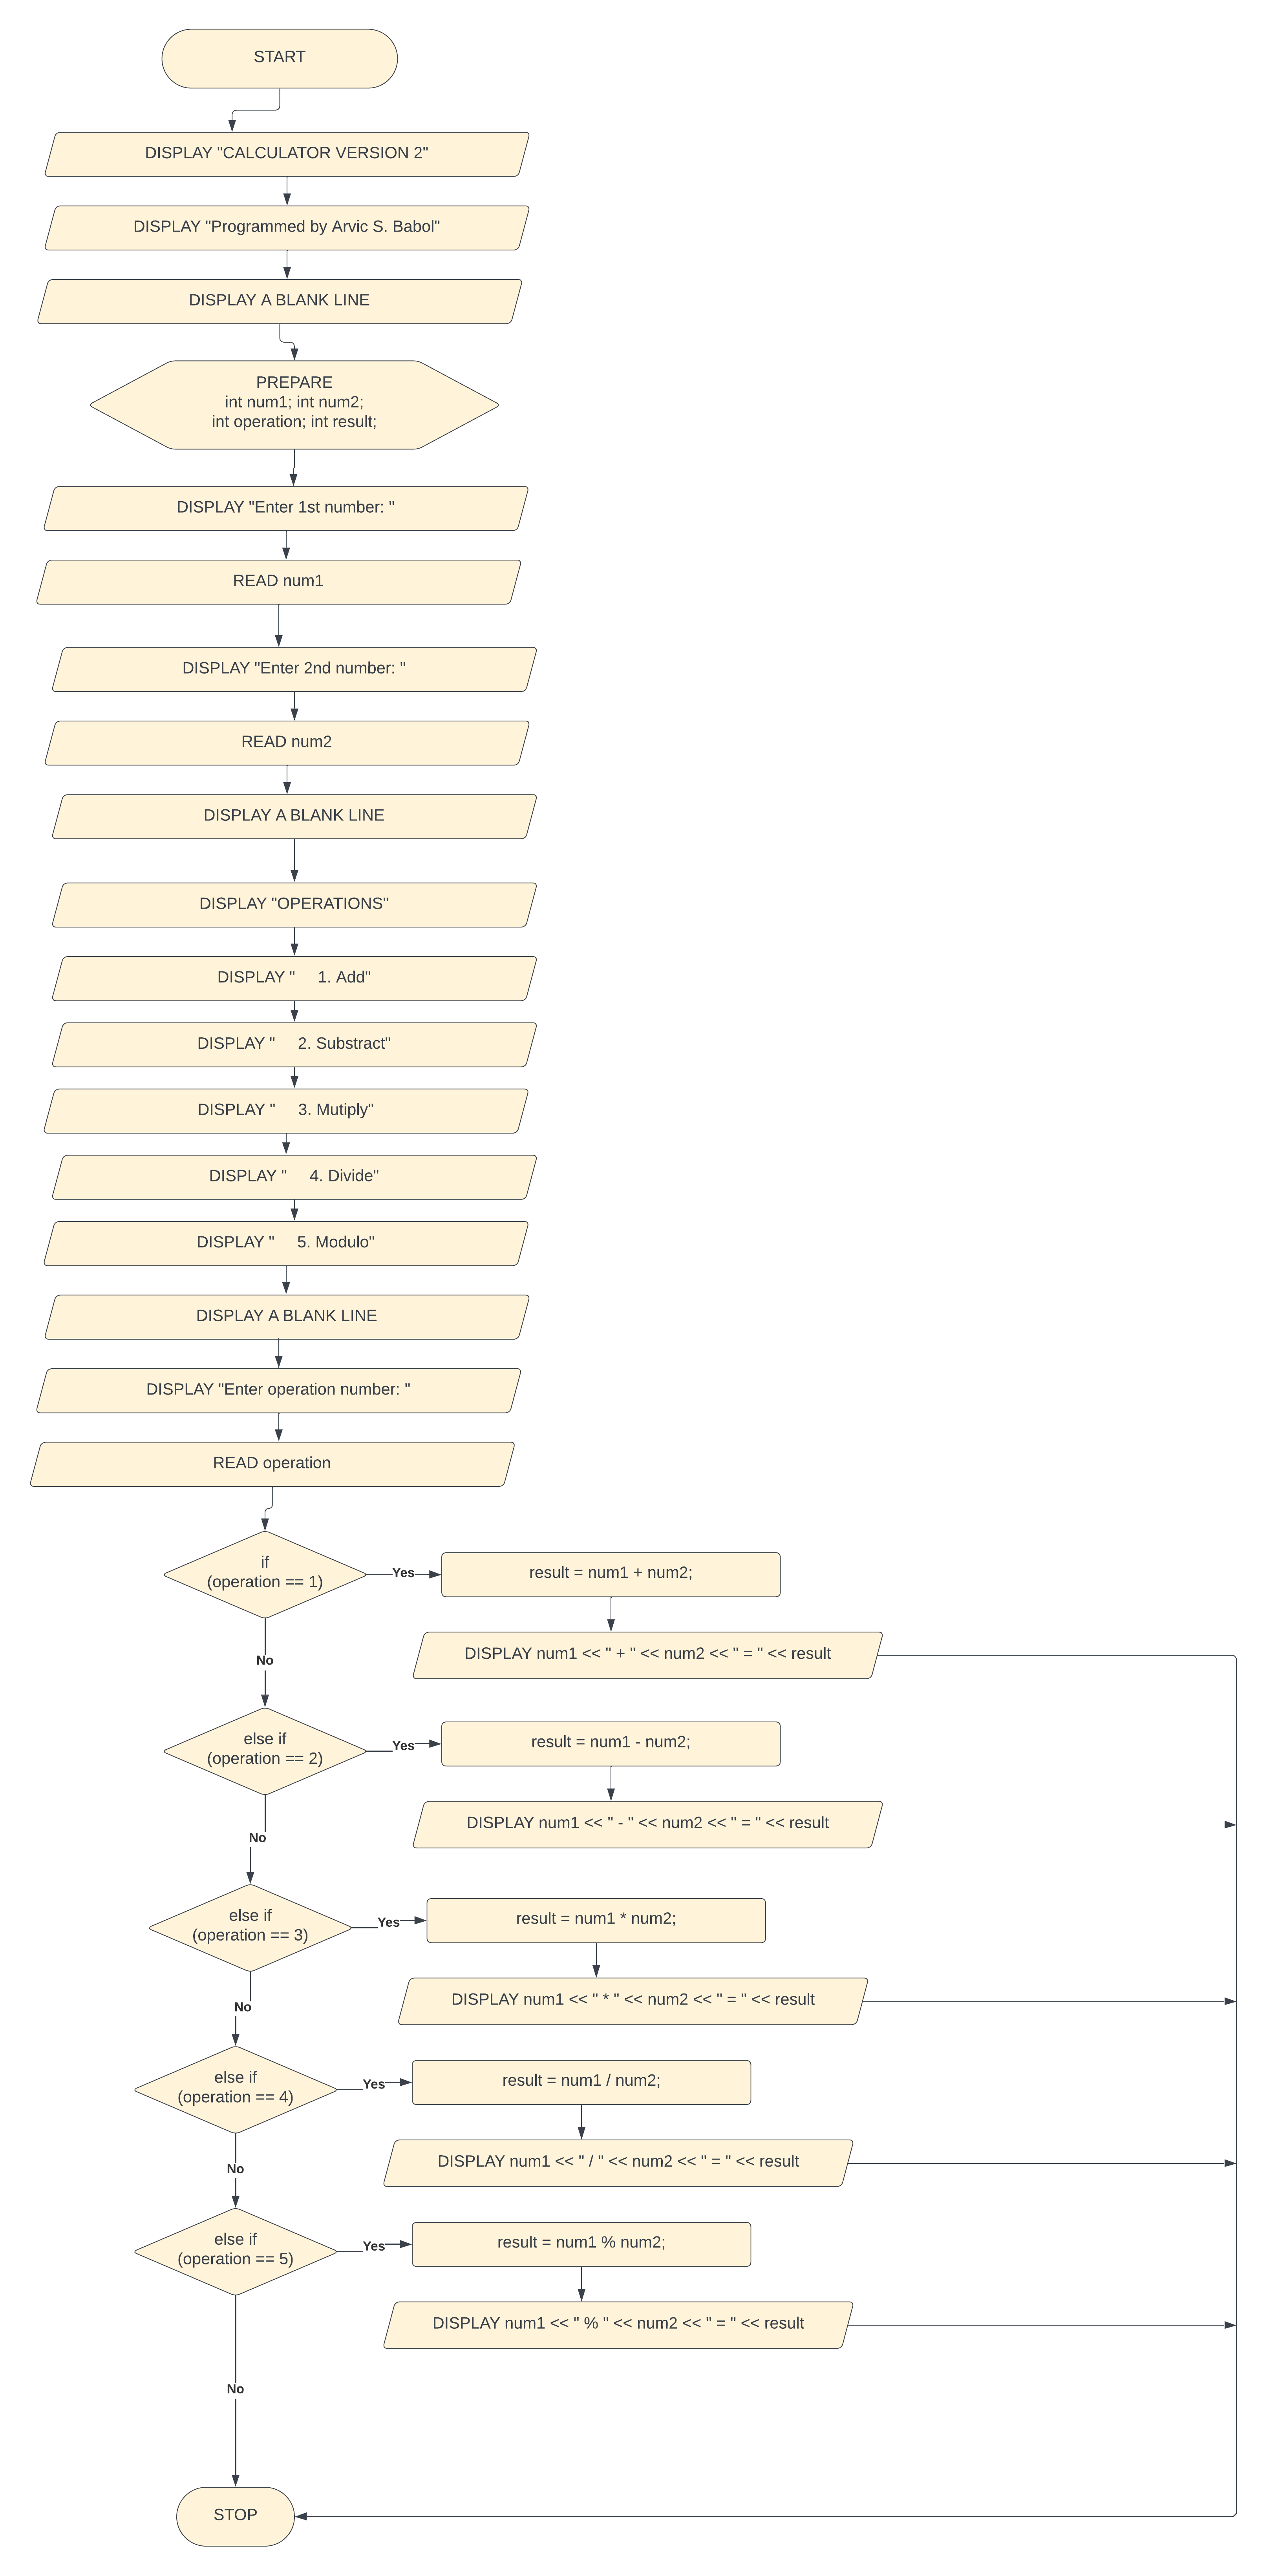 START
DISPLAY "CALCULATOR VERSION 2"
DISPLAY "Programmed by Arvic S. Babol"
DISPLAY A BLANK LINE
PREPARE
int num1; int num2;
int operation; int result;
DISPLAY "Enter 1st number: "
READ num1
DISPLAY "Enter 2nd number: "
READ num2
DISPLAY A BLANK LINE
DISPLAY "OPERATIONS"
DISPLAY "     1. Add"
DISPLAY "     2. Substract"
DISPLAY "     3. Mutiply"
DISPLAY "     4. Divide"
DISPLAY "     5. Modulo"
DISPLAY A BLANK LINE
DISPLAY "Enter operation number: "
READ operation
if
(operation == 1)
Yes
result = num1 + num2;
DISPLAY num1 << " + " << num2 << " = " << result
No
else if
(operation == 2)
Yes
result = num1 - num2;
DISPLAY num1 << " - " << num2 << " = " << result
No
else if
(operation == 3)
Yes
result = num1 * num2;
DISPLAY num1 << " * " << num2 << " = " << result
No
else if
(operation == 4)
Yes
result = num1 / num2;
DISPLAY num1 << " / " << num2 << " = " << result
No
else if
(operation == 5)
Yes
result = num1 % num2;
DISPLAY num1 << " % " << num2 << " = " << result
No
STOP